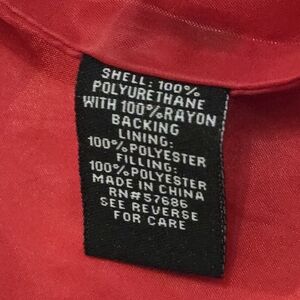 SHELL: 100%
POLYURETHANE
WITH 100% RAYON
BACKING
LINING:
100% POLYESTER
FILLING:
100% POLYESTER
MADE IN CHINA
RN#57686
SEE REVERSE
FOR CARE